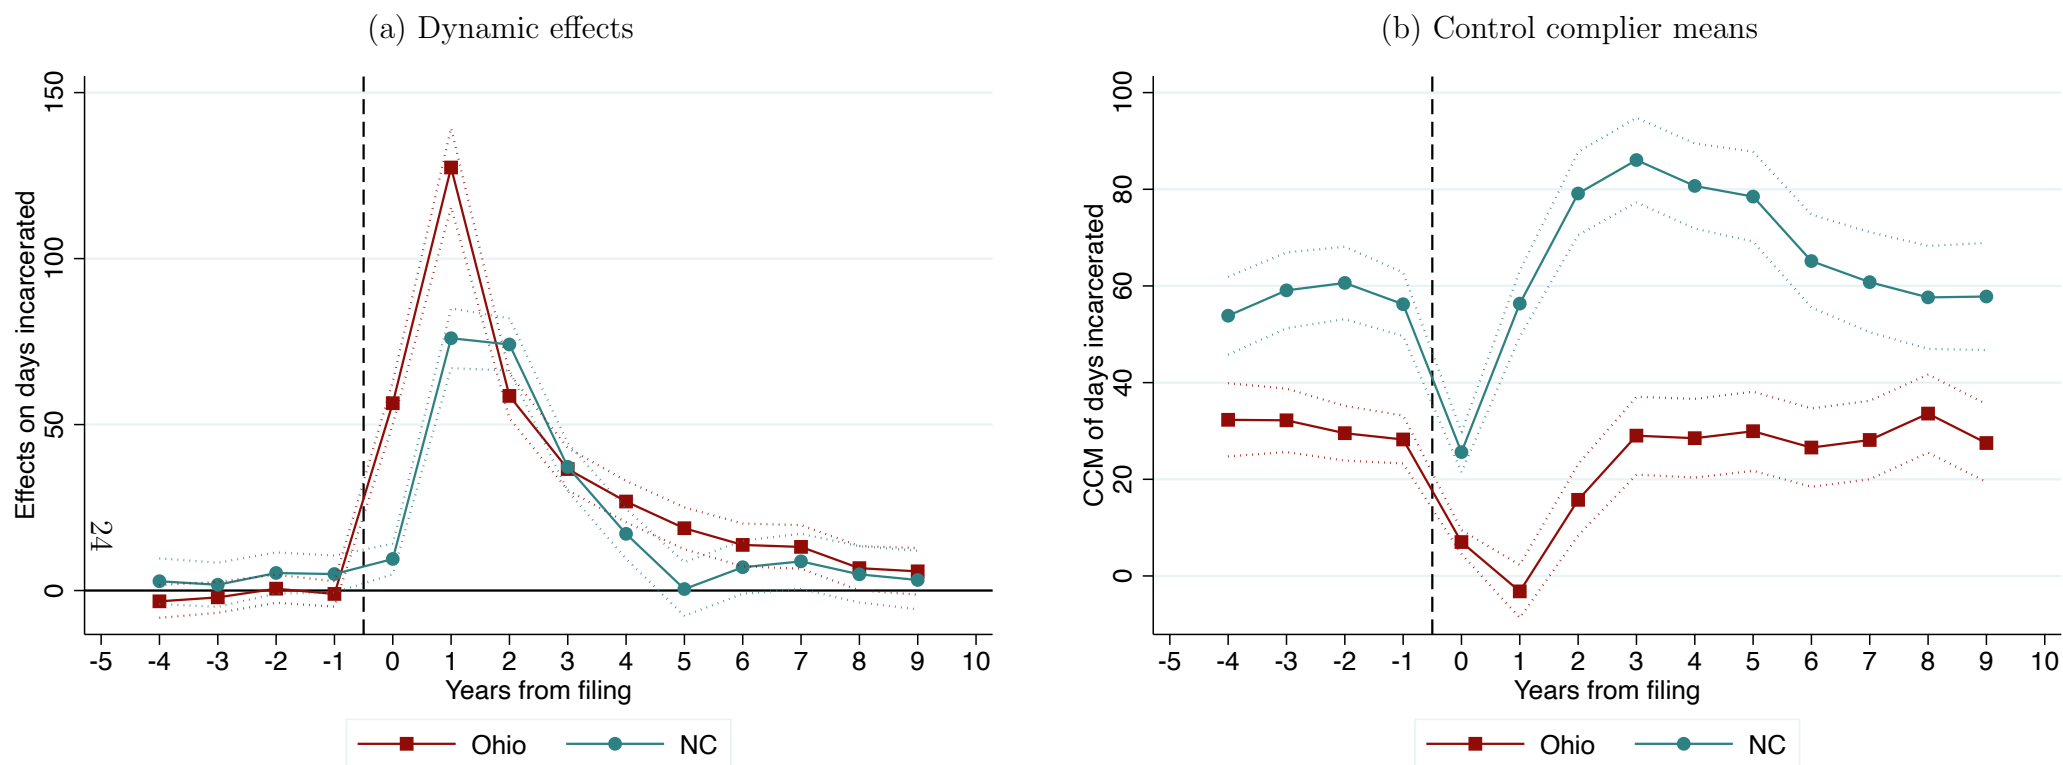 (a) Dynamic effects
150
100
50
0
Effects on days incarcerated
24
-5 -4 -3 -2 -1 0 1 2 3 4 5 6 7 8 9 10
Years from filing
Ohio NC
(b) Control complier means
100
80
60
40
20
0
CCM of days incarcerated
-5 -4 -3 -2 -1 0 1 2 3 4 5 6 7 8 9 10
Years from filing
Ohio NC